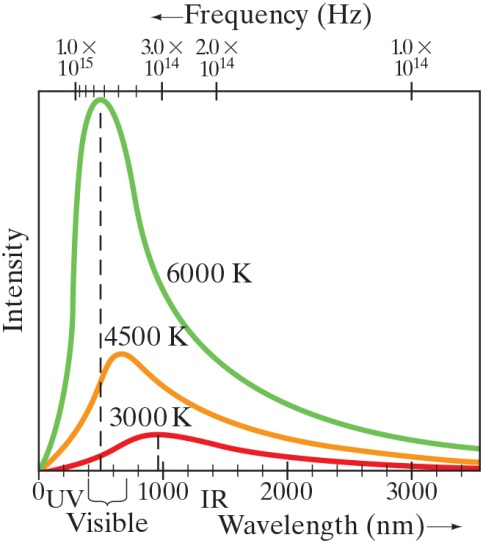 ←Frequency (Hz)
1.0 × 3.0 × 2.0 × 1.0 ×
10¹⁵ 10¹⁴ 10¹⁴ 10¹⁴
Intensity
6000 K
4500 K
3000 K
0 1000 2000 3000
UV IR
Visible Wavelength (nm)→